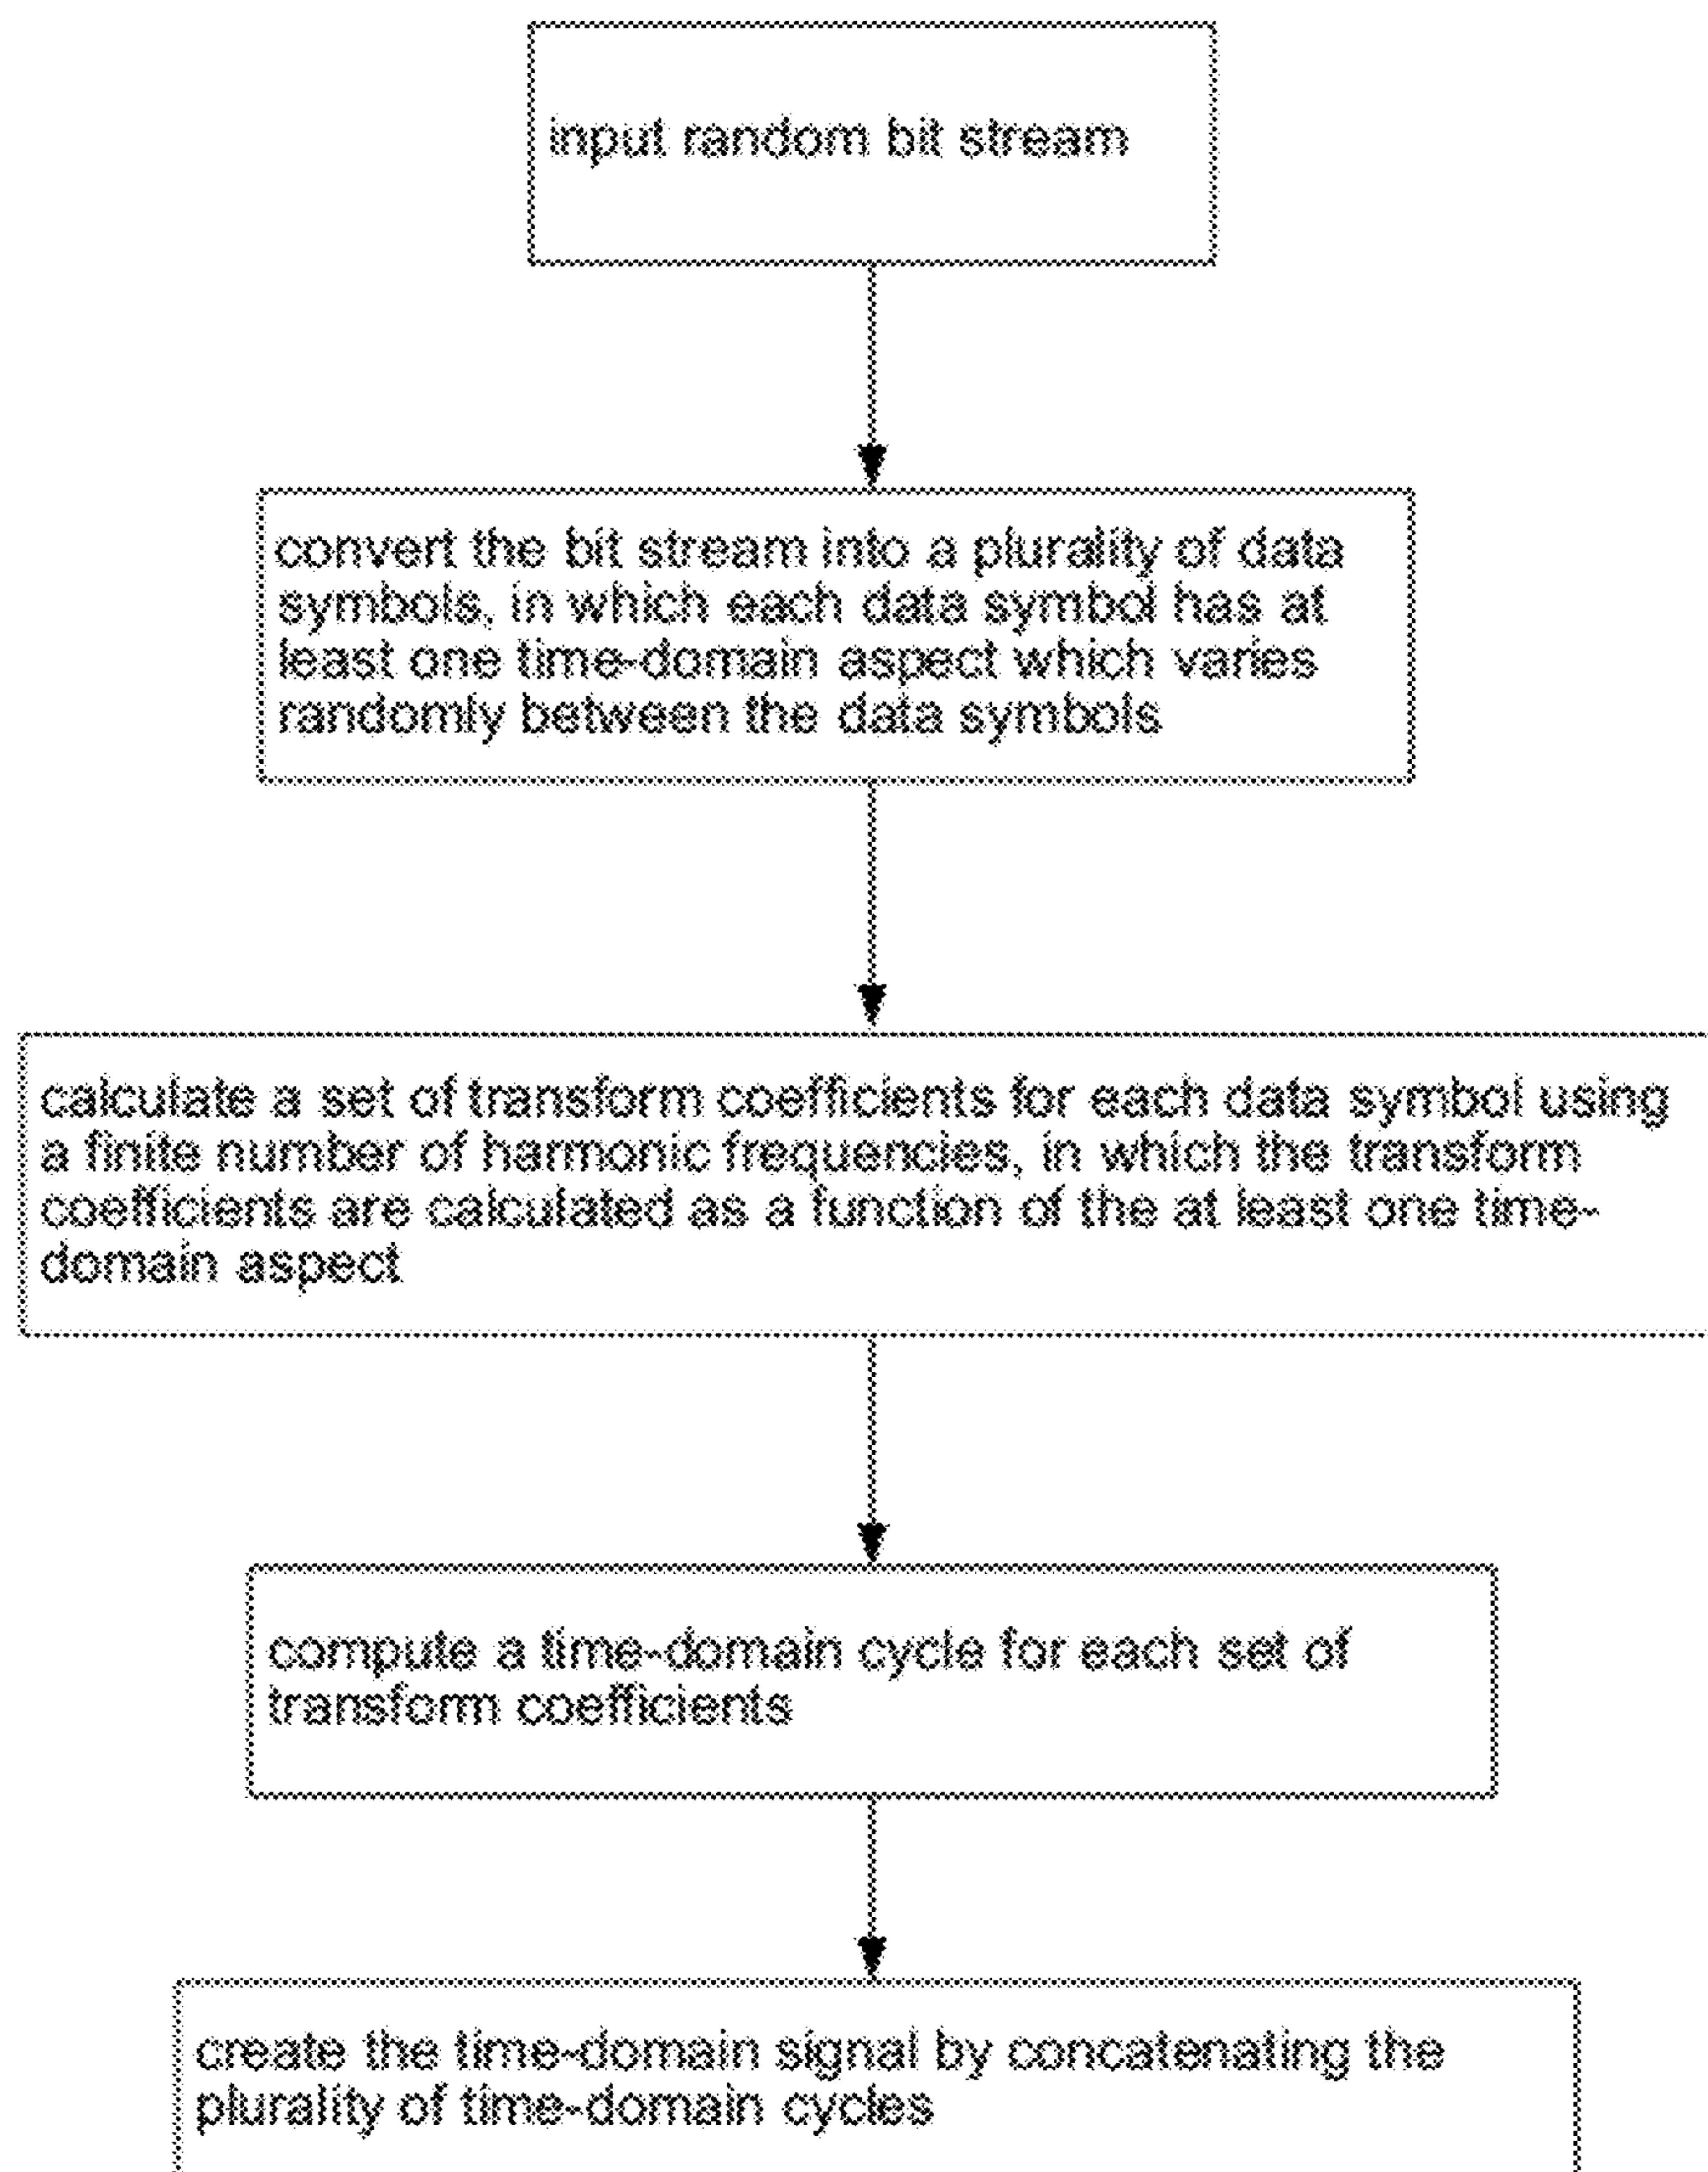 input random bit stream
convert the bit stream into a plurality of data
symbols, in which each data symbol has at
least one time-domain aspect which varies
randomly between the data symbols
calculate a set of transform coefficients for each data symbol using
a finite number of harmonic frequencies, in which the transform
coefficients are calculated as a function of the at least one time-
domain aspect
compute a time-domain cycle for each set of
transform coefficients
create the time-domain signal by concatenating the
plurality of time-domain cycles